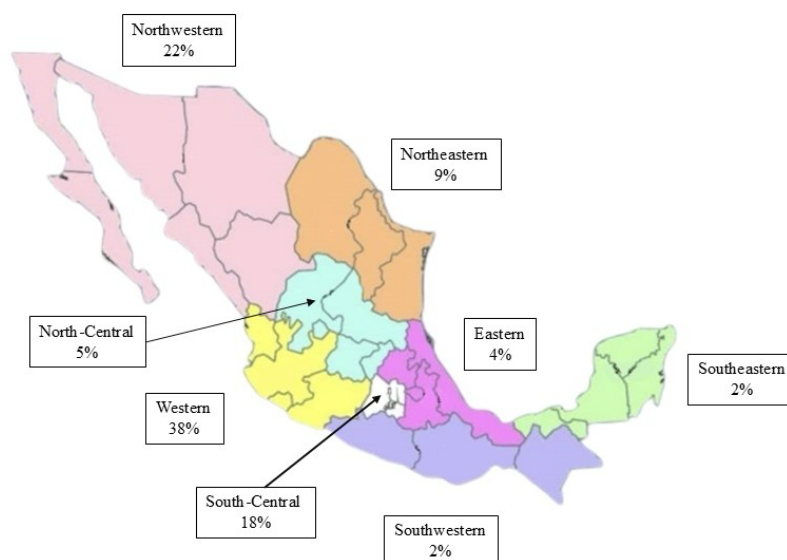 Northwestern
22%
Northeastern
9%
North-Central
5%
Eastern
4%
Southeastern
2%
Western
38%
South-Central
18%
Southwestern
2%